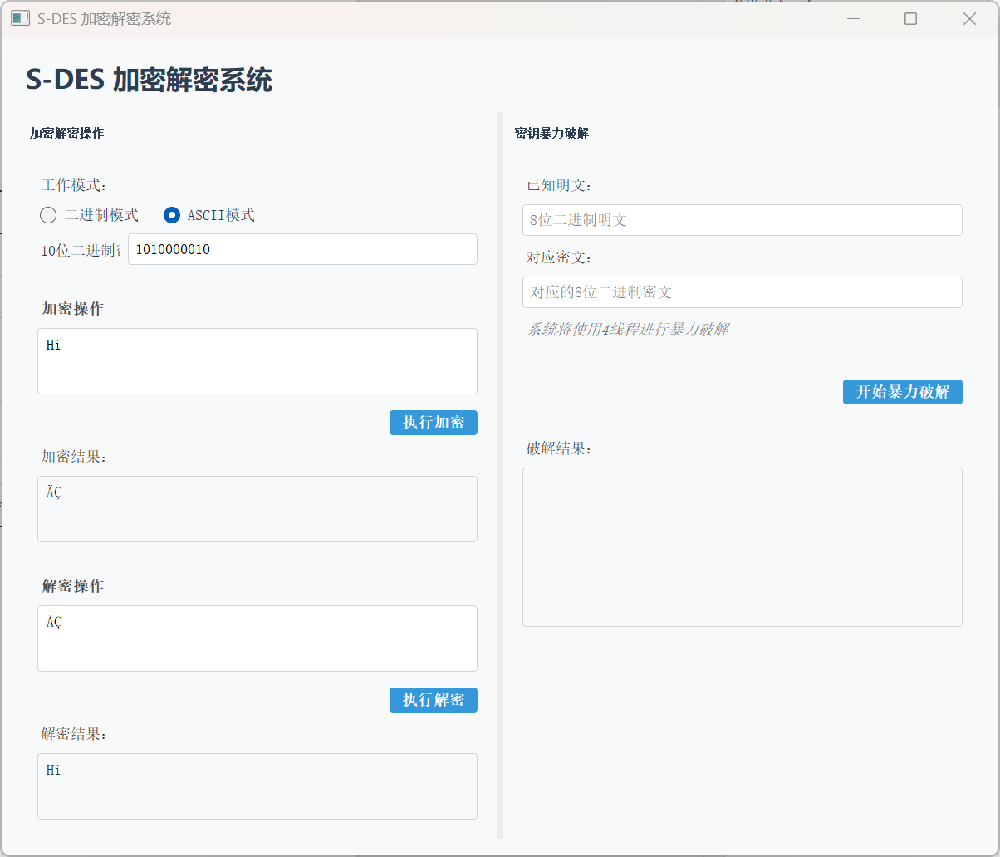 S-DES 加密解密系统
S-DES 加密解密系统
加密解密操作
工作模式：
二进制模式
ASCII模式
10位二进制
1010000010
加密操作
Hi
执行加密
加密结果：
ÄÇ
解密操作
ÄÇ
执行解密
解密结果：
Hi
密钥暴力破解
已知明文：
8位二进制明文
对应密文：
对应的8位二进制密文
系统将使用4线程进行暴力破解
开始暴力破解
破解结果：